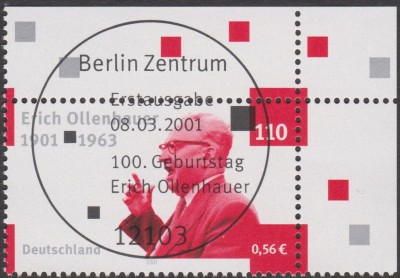 Berlin Zentrum
Erstausgabe
Erich Ollenhauer
08.03.2001
110
1901 - 1963
100. Geburtstag
Erich Ollenhauer
12103
Deutschland
0,56 €